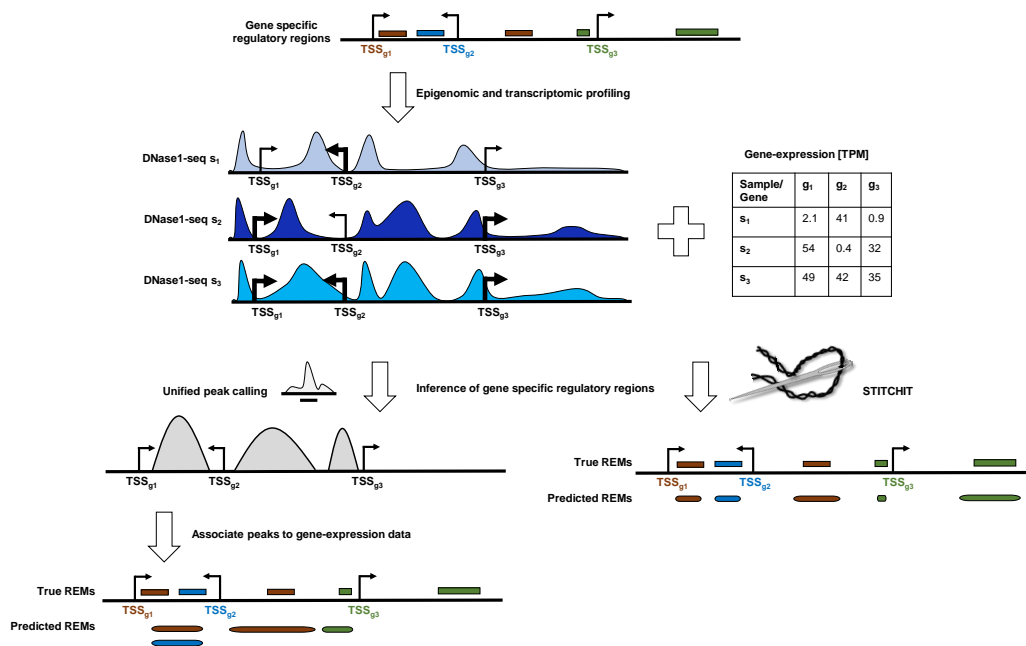 Gene specific
regulatory regions
TSSg1
TSSg2
TSSg3
Epigenomic and transcriptomic profiling
DNase1-seq s1
TSSg1
TSSg2
TSSg3
DNase1-seq s2
TSSg1
TSSg2
TSSg3
DNase1-seq s3
TSSg1
TSSg2
TSSg3
Gene-expression [TPM]
Sample/Gene g1 g2 g3
s1 2.1 41 0.9
s2 54 0.4 32
s3 49 42 35
Unified peak calling
Inference of gene specific regulatory regions
STITCHIT
TSSg1
TSSg2
TSSg3
True REMs
TSSg1
TSSg2
TSSg3
Predicted REMs
Associate peaks to gene-expression data
True REMs
TSSg1
TSSg2
TSSg3
Predicted REMs